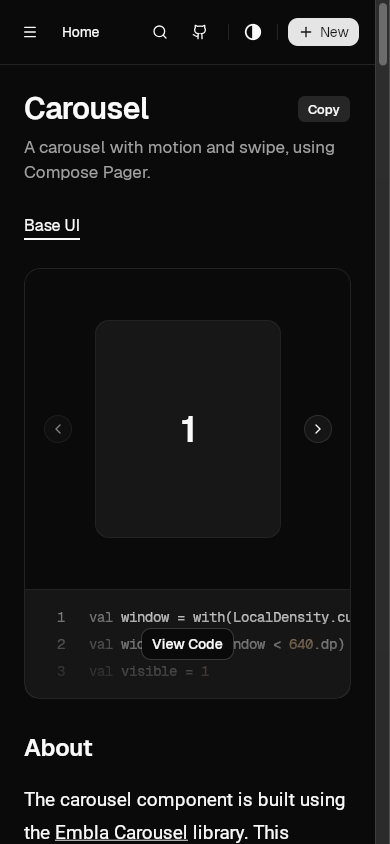 Home
New
Carousel
Copy
A carousel with motion and swipe, using
Compose Pager.
Base UI
1
1 val window = with(LocalDensity.cu
2 val wid
View Code
ndow < 640.dp)
3 val visible = 1
About
The carousel component is built using
the Embla Carousel library. This